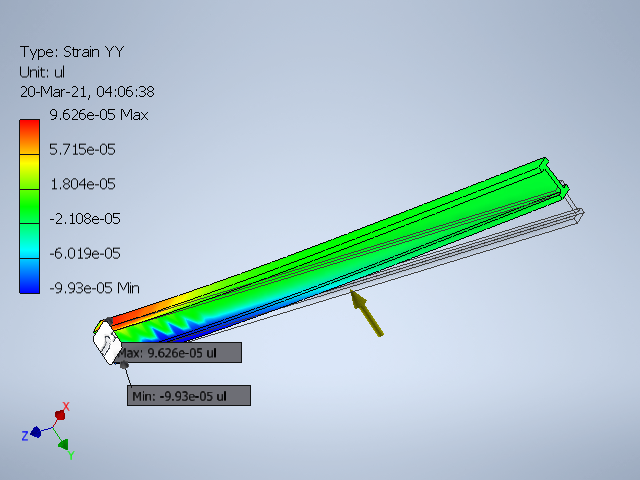 Type: Strain YY
Unit: ul
20-Mar-21, 04:06:38
9.626e-05 Max
5.715e-05
1.804e-05
-2.108e-05
-6.019e-05
-9.93e-05 Min
Max: 9.626e-05 ul
Min: -9.93e-05 ul
X
Z
Y